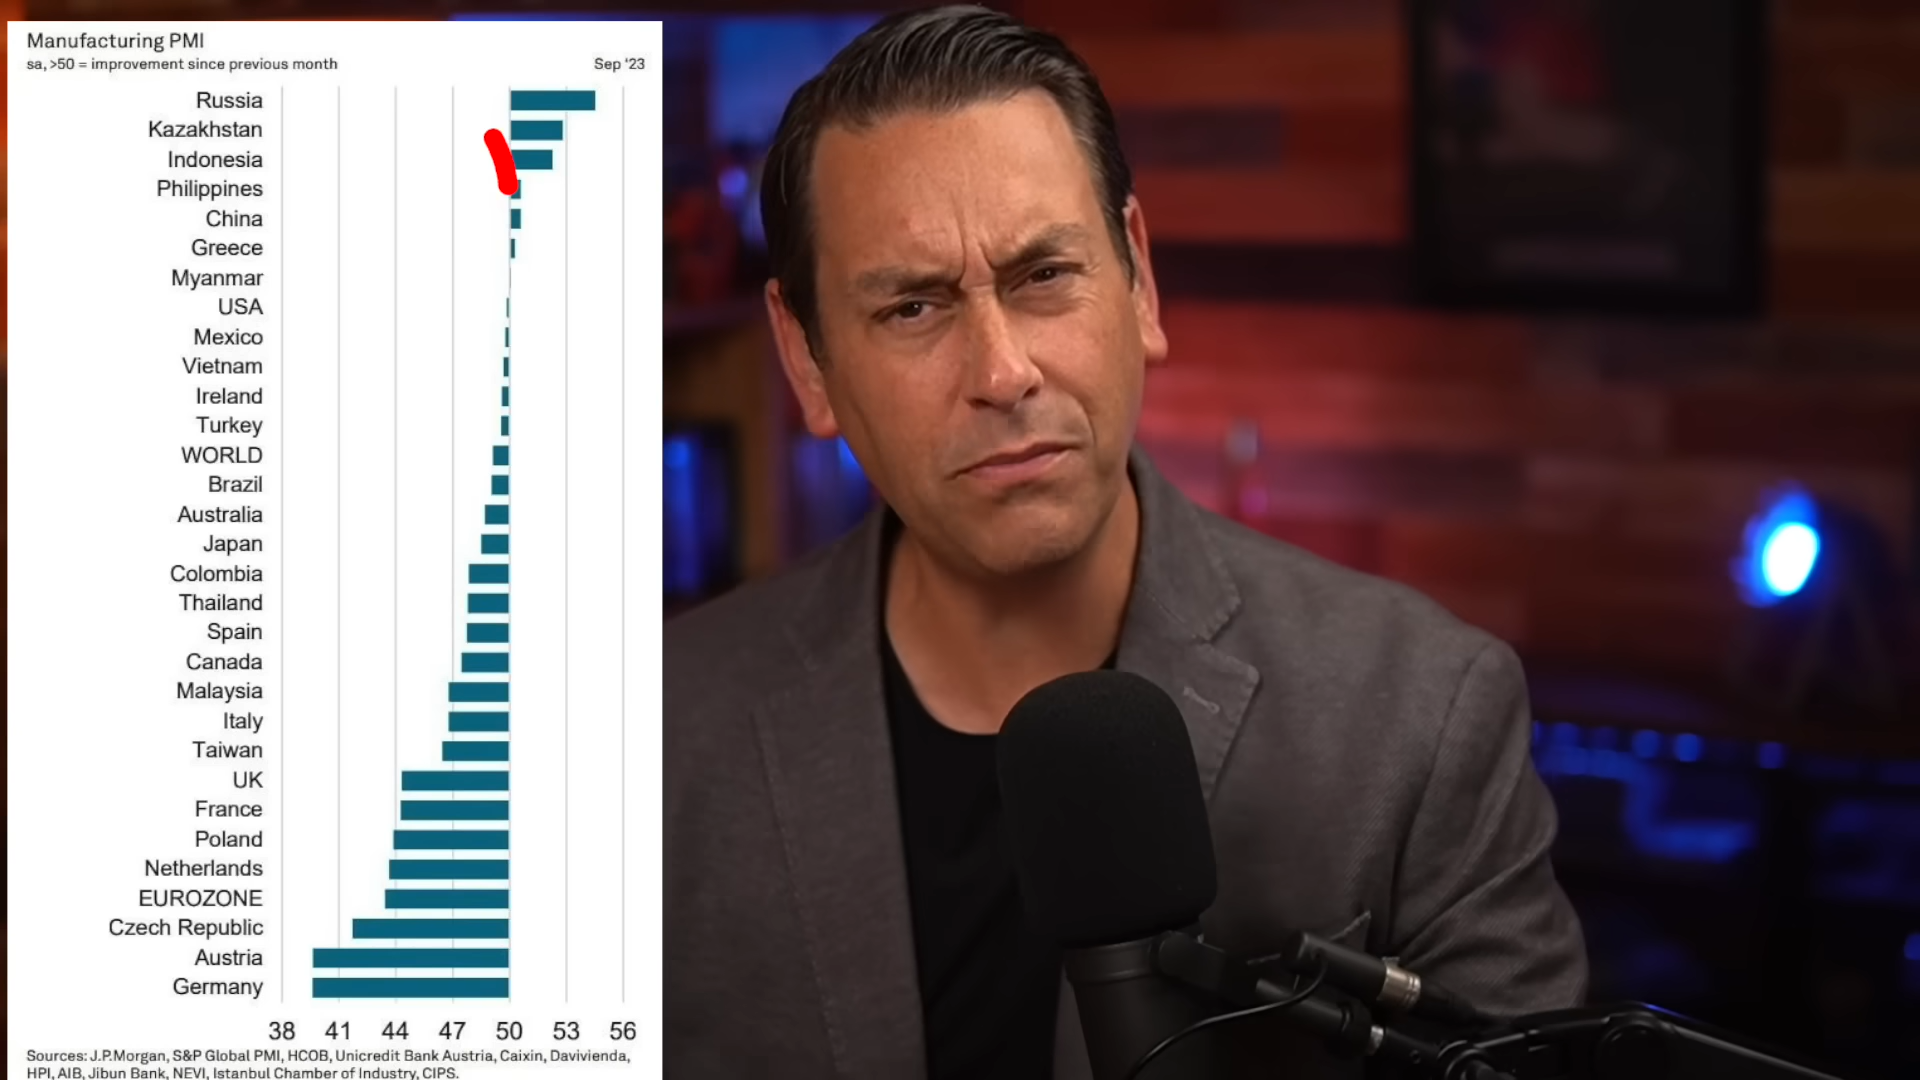 Manufacturing PMI
sa, >50 = improvement since previous month Sep '23
Russia
Kazakhstan
Indonesia
Philippines
China
Greece
Myanmar
USA
Mexico
Vietnam
Ireland
Turkey
WORLD
Brazil
Australia
Japan
Colombia
Thailand
Spain
Canada
Malaysia
Italy
Taiwan
UK
France
Poland
Netherlands
EUROZONE
Czech Republic
Austria
Germany
38 41 44 47 50 53 56
Sources: J.P.Morgan, S&P Global PMI, HCOB, Unicredit Bank Austria, Caixin, Davivienda,
HPI, AIB, Jibun Bank, NEVI, Istanbul Chamber of Industry, CIPS.